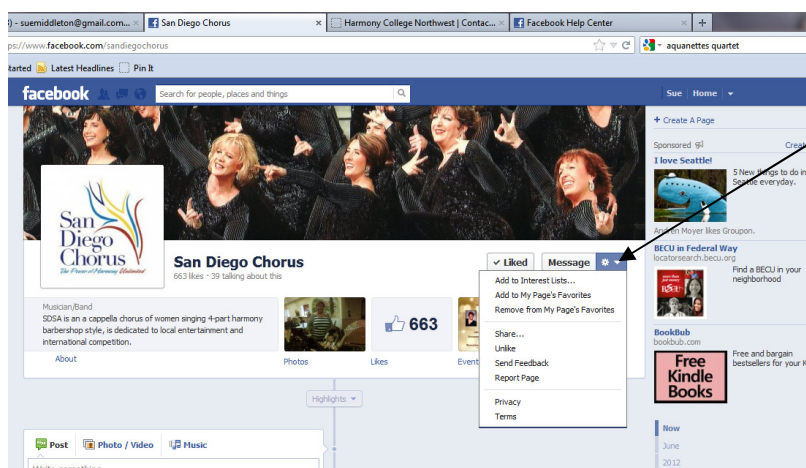 ) - suemiddleton@gmail.com...
San Diego Chorus
Harmony College Northwest | Contac...
Facebook Help Center
ps://www.facebook.com/sandiegochorus
aquanettes quartet
tarted
Latest Headlines
Pin It
facebook
Search for people, places and things
Sue
Home
San
Diego
Chorus
The Power of Harmony Unlimited
San Diego Chorus
663 likes · 39 talking about this
Liked
Message
Musician/Band
SDSA is an a cappella chorus of women singing 4-part harmony
barbershop style, is dedicated to local entertainment and
international competition.
About
Photos
663
Likes
Event
Add to Interest Lists...
Add to My Page's Favorites
Remove from My Page's Favorites
Share...
Unlike
Send Feedback
Report Page
Privacy
Terms
Highlights
Post
Photo / Video
Music
Write something
+ Create A Page
Sponsored
Create
I love Seattle!
5 New things to do in
Seattle everyday.
Andren Moyer likes Groupon.
BECU in Federal Way
locatorsearch.becu.org
Find a BECU in your
neighborhood
BookBub
bookbub.com
Free
Kindle
Books
Free and bargain
bestsellers for your K
Now
June
2012